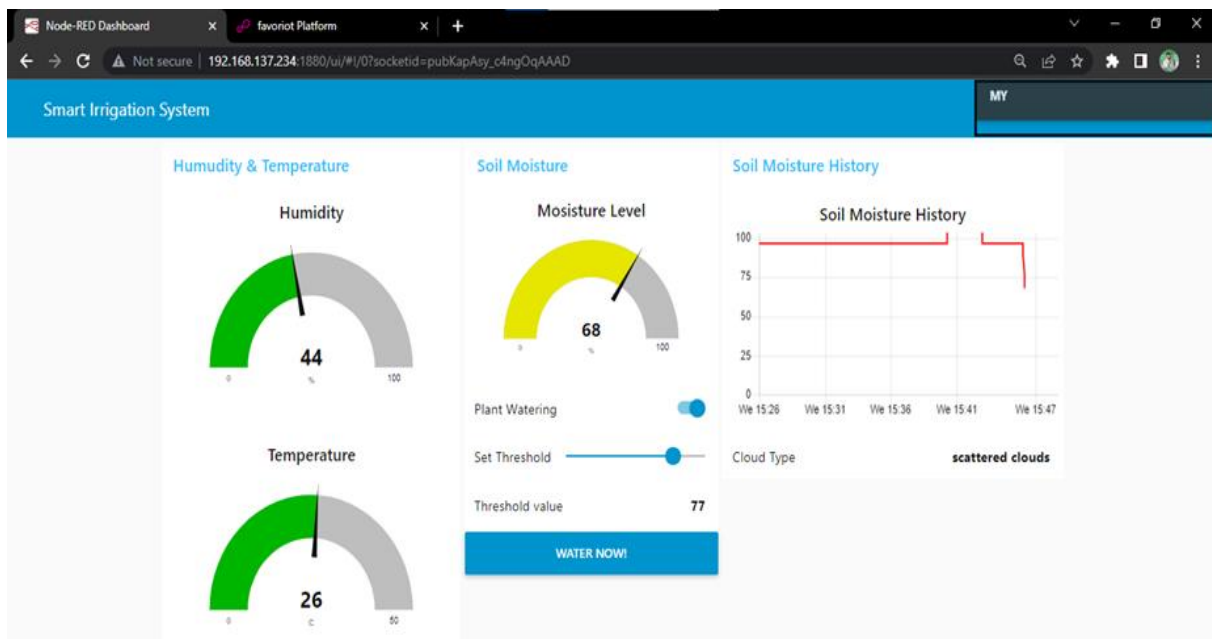 Node-RED Dashboard
favoriot Platform
Not secure | 192.168.137.234:1880/ui/#!/0?socketid=pubKapAsy_c4ngOqAAAD
Smart Irrigation System
MY
Humudity & Temperature
Humidity
44
%
0
100
Temperature
26
C
0
50
Soil Moisture
Mosisture Level
68
%
0
100
Plant Watering
Set Threshold
Threshold value 77
WATER NOW!
Soil Moisture History
Soil Moisture History
100
75
50
25
0
We 15:26 We 15:31 We 15:36 We 15:41 We 15:47
Cloud Type scattered clouds